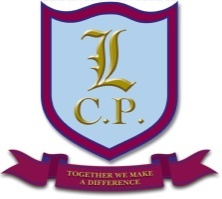 L
C.P.
TOGETHER WE MAKE
A DIFFERENCE